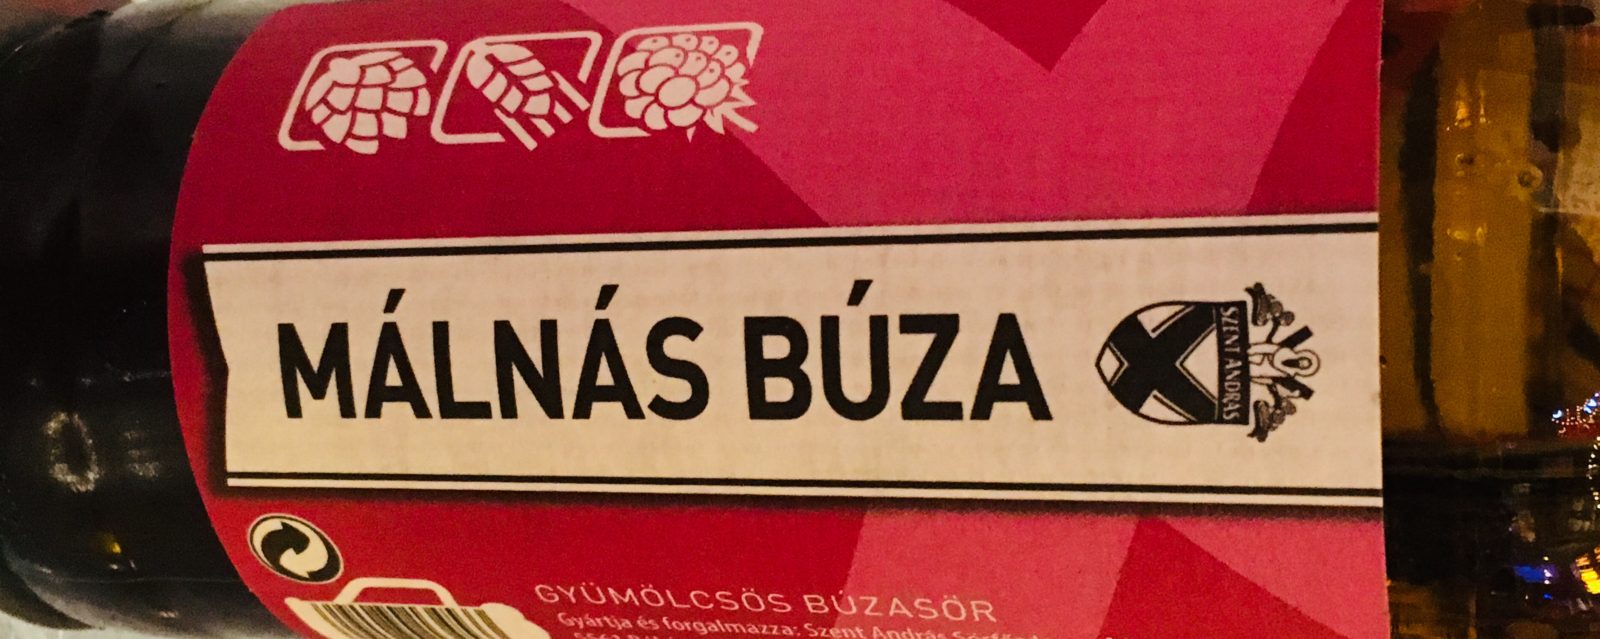 MÁLNÁS BÚZA
SZENT ANDRÁS
GYÜMÖLCSÖS BÚZASÖR
Gyártja és forgalmazza: Szent András